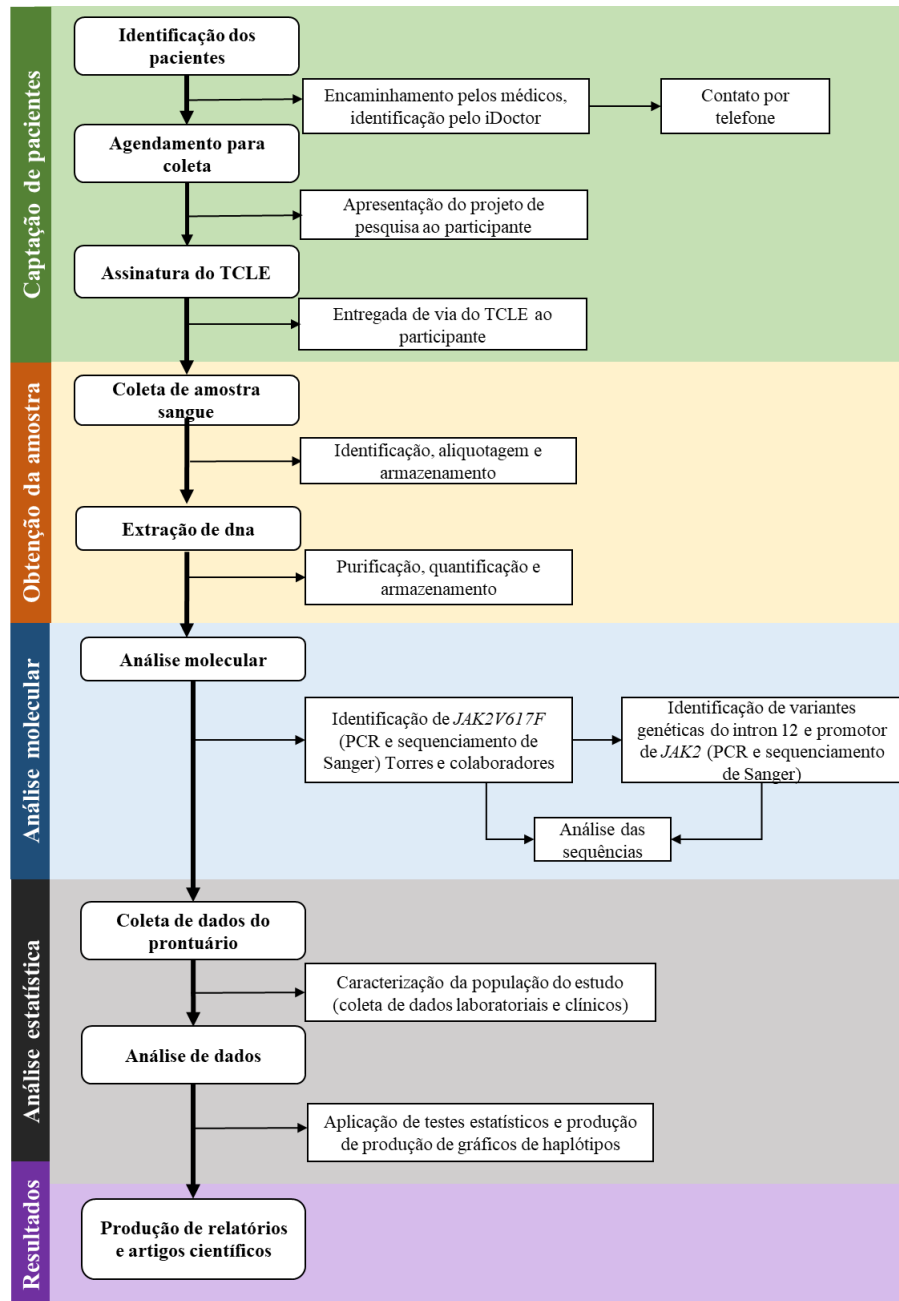 Captação de pacientes
Identificação dos
pacientes
Encaminhamento pelos médicos,
identificação pelo iDoctor
Contato por
telefone
Agendamento para
coleta
Apresentação do projeto de
pesquisa ao participante
Assinatura do TCLE
Entregada de via do TCLE ao
participante
Obtenção da amostra
Coleta de amostra
sangue
Identificação, aliquotagem e
armazenamento
Extração de dna
Purificação, quantificação e
armazenamento
Análise molecular
Análise molecular
Identificação de JAK2V617F
(PCR e sequenciamento de
Sanger) Torres e colaboradores
Identificação de variantes
genéticas do intron 12 e promotor
de JAK2 (PCR e sequenciamento
de Sanger)
Análise das
sequências
Análise estatística
Coleta de dados do
prontuário
Caracterização da população do estudo
(coleta de dados laboratoriais e clínicos)
Análise de dados
Aplicação de testes estatísticos e produção
de produção de gráficos de haplótipos
Resultados
Produção de relatórios
e artigos científicos